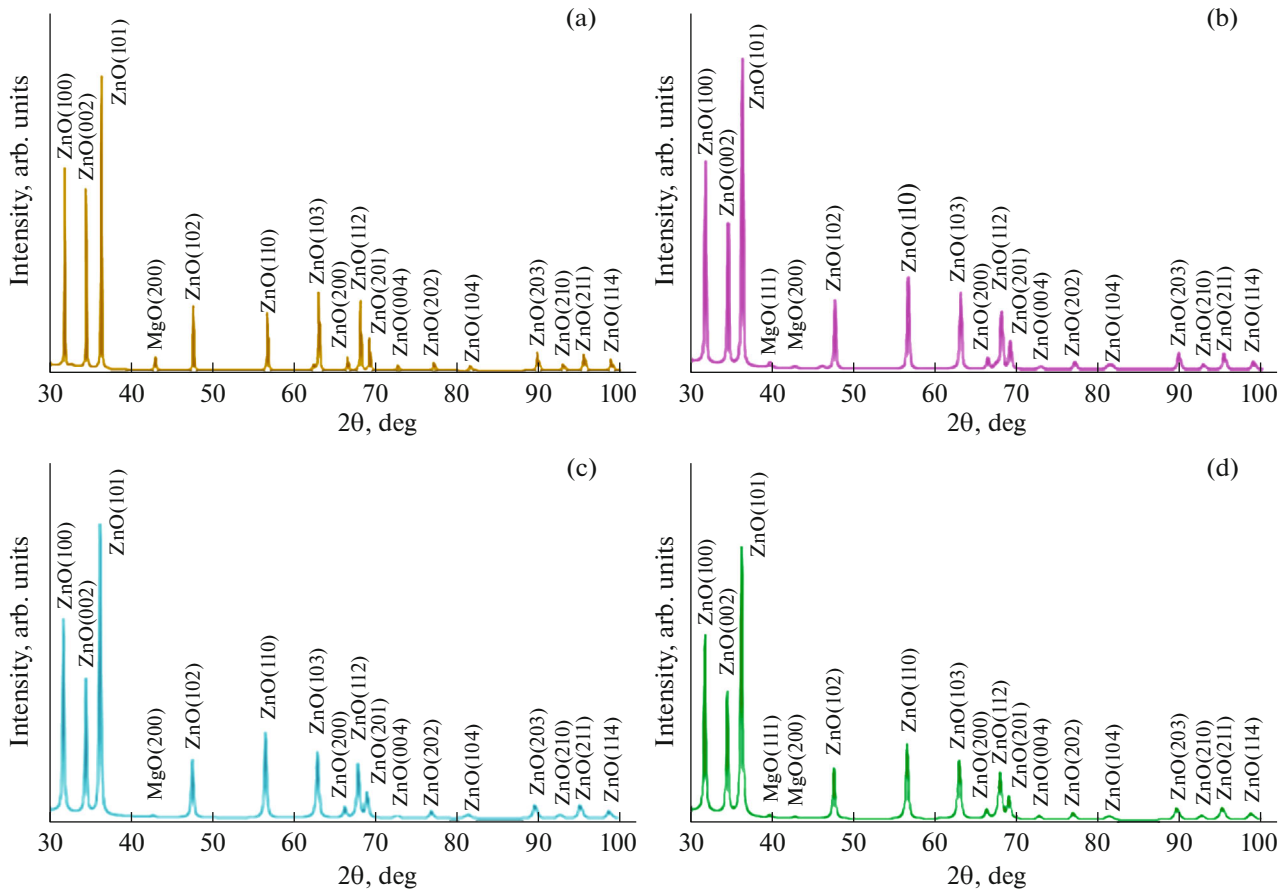 (a)
Intensity, arb. units
ZnO(100)
ZnO(002)
ZnO(101)
MgO(200)
ZnO(102)
ZnO(110)
ZnO(103)
ZnO(200)
ZnO(112)
ZnO(201)
ZnO(004)
ZnO(202)
ZnO(104)
ZnO(203)
ZnO(210)
ZnO(211)
ZnO(114)
30 40 50 60 70 80 90 100
2θ, deg
(b)
Intensity, arb. units
ZnO(100)
ZnO(002)
ZnO(101)
MgO(111)
MgO(200)
ZnO(102)
ZnO(110)
ZnO(103)
ZnO(200)
ZnO(112)
ZnO(201)
ZnO(004)
ZnO(202)
ZnO(104)
ZnO(203)
ZnO(210)
ZnO(211)
ZnO(114)
30 40 50 60 70 80 90 100
2θ, deg
(c)
Intensity, arb. units
ZnO(100)
ZnO(002)
ZnO(101)
MgO(200)
ZnO(102)
ZnO(110)
ZnO(103)
ZnO(200)
ZnO(112)
ZnO(201)
ZnO(004)
ZnO(202)
ZnO(104)
ZnO(203)
ZnO(210)
ZnO(211)
ZnO(114)
30 40 50 60 70 80 90 100
2θ, deg
(d)
Intensity, arb. units
ZnO(100)
ZnO(002)
ZnO(101)
MgO(111)
MgO(200)
ZnO(102)
ZnO(110)
ZnO(103)
ZnO(200)
ZnO(112)
ZnO(201)
ZnO(004)
ZnO(202)
ZnO(104)
ZnO(203)
ZnO(210)
ZnO(211)
ZnO(114)
30 40 50 60 70 80 90 100
2θ, deg